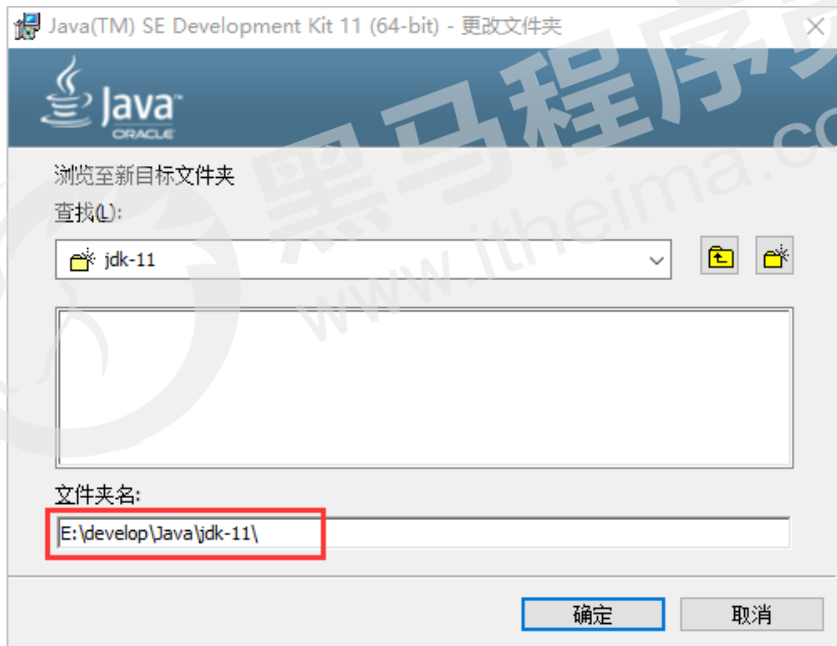 Java(TM) SE Development Kit 11 (64-bit) - 更改文件夹
Java™
ORACLE
浏览至新目标文件夹
查找(L):
jdk-11
文件夹名:
E:\develop\Java\jdk-11\
确定
取消
黑马程序员
www.itheima.co